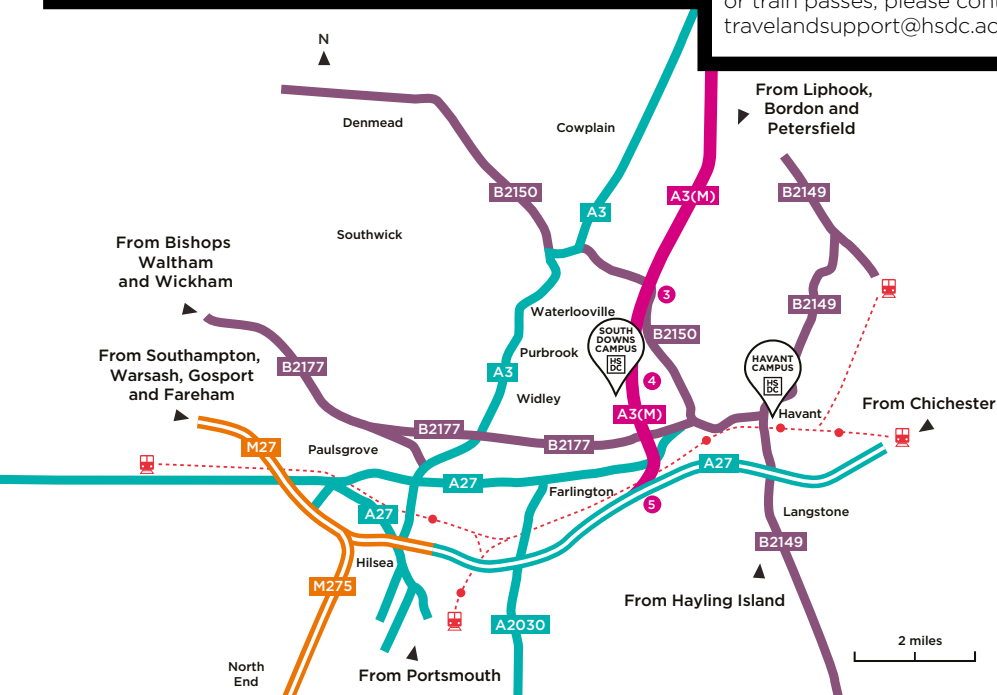 or train passes, please cont
travelandsupport@hsdc.ac
N
From Liphook,
Bordon and
Petersfield
Denmead
Cowplain
B2150
A3
A3(M)
B2149
Southwick
From Bishops
Waltham
and Wickham
3
B2149
Waterlooville
SOUTH
DOWNS
CAMPUS
HS
DC
B2150
Purbrook
HAVANT
CAMPUS
HS
DC
From Southampton,
Warsash, Gosport
and Fareham
B2177
A3
4
Widley
A3(M)
Havant
From Chichester
B2177
B2177
M27
Paulsgrove
A27
A27
Farlington
5
A27
Langstone
B2149
Hilsea
M275
From Hayling Island
A2030
2 miles
North
End
From Portsmouth